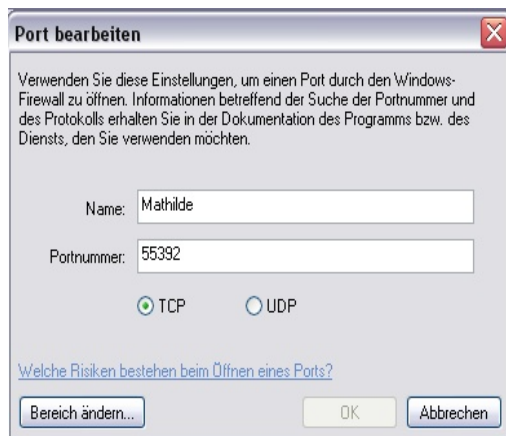 Port bearbeiten
Verwenden Sie diese Einstellungen, um einen Port durch den Windows-
Firewall zu öffnen. Informationen betreffend der Suche der Portnummer und
des Protokolls erhalten Sie in der Dokumentation des Programms bzw. des
Diensts, den Sie verwenden möchten.
Name: Mathilde
Portnummer: 55392
TCP UDP
Welche Risiken bestehen beim Öffnen eines Ports?
Bereich ändern... OK Abbrechen